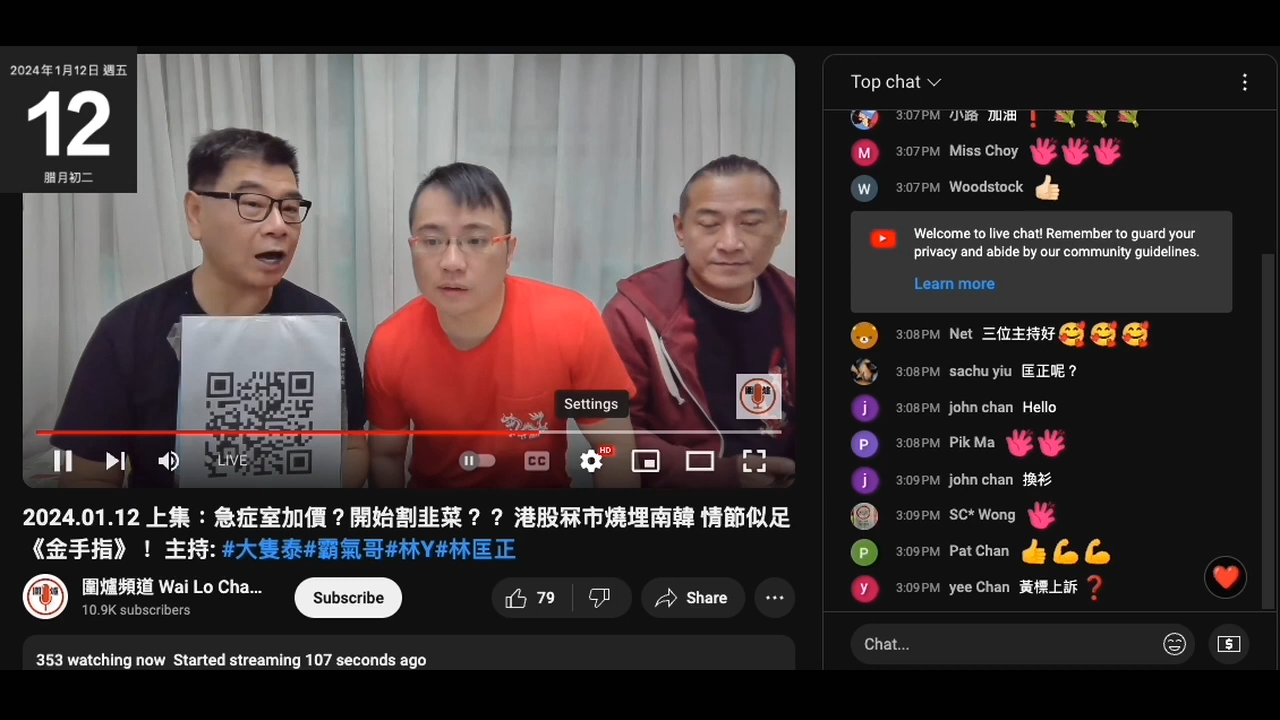 2024年1月12日 週五
12
腊月初二
Settings
LIVE
CC
HD
2024.01.12 上集：急症室加價？開始割韭菜？？ 港股冧市燒埋南韓 情節似足
《金手指》！ 主持: #大隻泰#霸氣哥#林Y#林匡正
圍爐頻道 Wai Lo Cha...
10.9K subscribers
Subscribe
79
Share
353 watching now Started streaming 107 seconds ago
Top chat
3:07PM 小路 加油❗💐💐💐
M 3:07PM Miss Choy 👋👋👋
W 3:07PM Woodstock 👍🏻
Welcome to live chat! Remember to guard your
privacy and abide by our community guidelines.
Learn more
3:08PM Net 三位主持好🥰🥰🥰
3:08PM sachu yiu 匡正呢？
j 3:08PM john chan Hello
P 3:08PM Pik Ma 👋👋
j 3:09PM john chan 換衫
3:09PM SC* Wong 👋
P 3:09PM Pat Chan 👍💪💪
y 3:09PM yee Chan 黃標上訴❓
Chat...
$